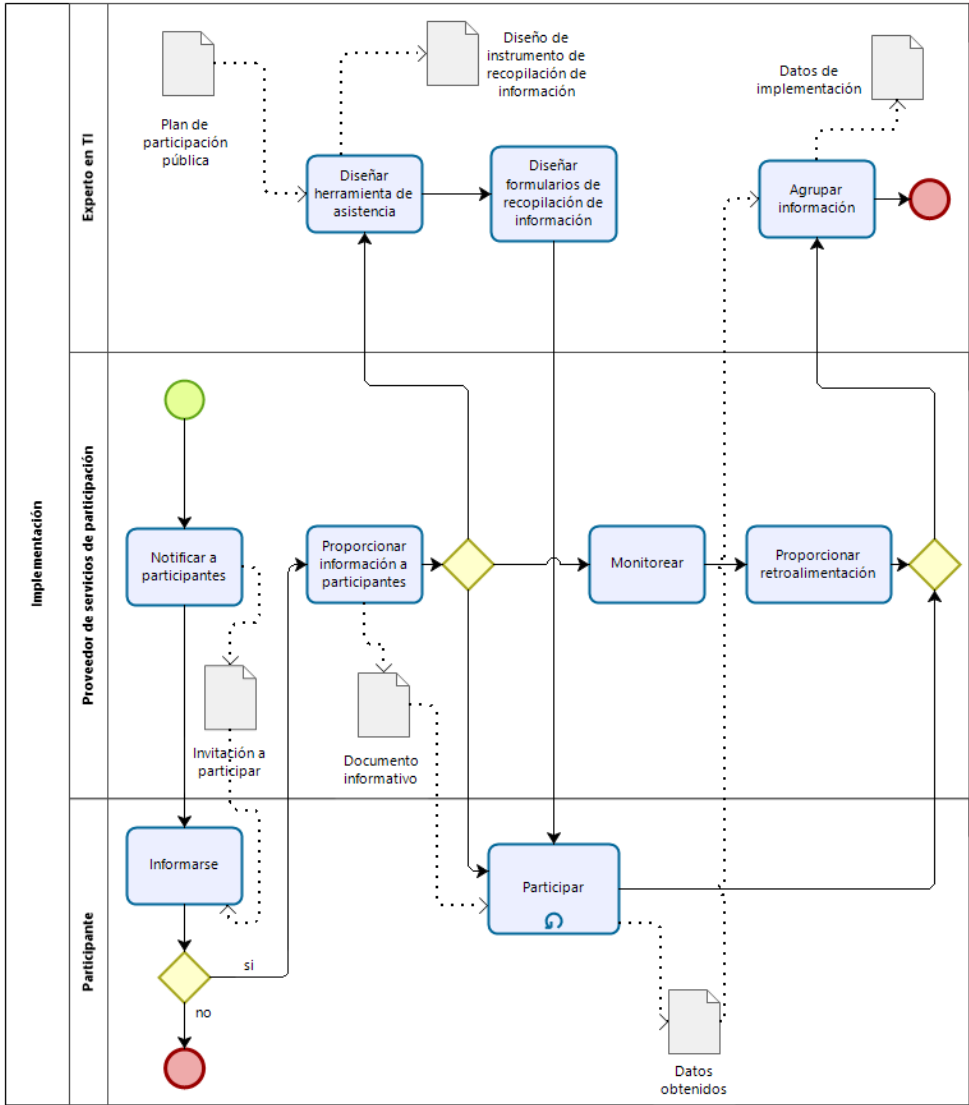 Implementación
Experto en TI
Plan de
participación
pública
Diseño de
instrumento de
recopilación de
información
Datos de
implementación
Diseñar
herramienta de
asistencia
Diseñar
formularios de
recopilación de
información
Agrupar
información
Proveedor de servicios de participación
Notificar a
participantes
Proporcionar
información a
participantes
Monitorear
Proporcionar
retroalimentación
Invitación a
participar
Documento
informativo
Participante
Informarse
Participar
si
no
Datos
obtenidos